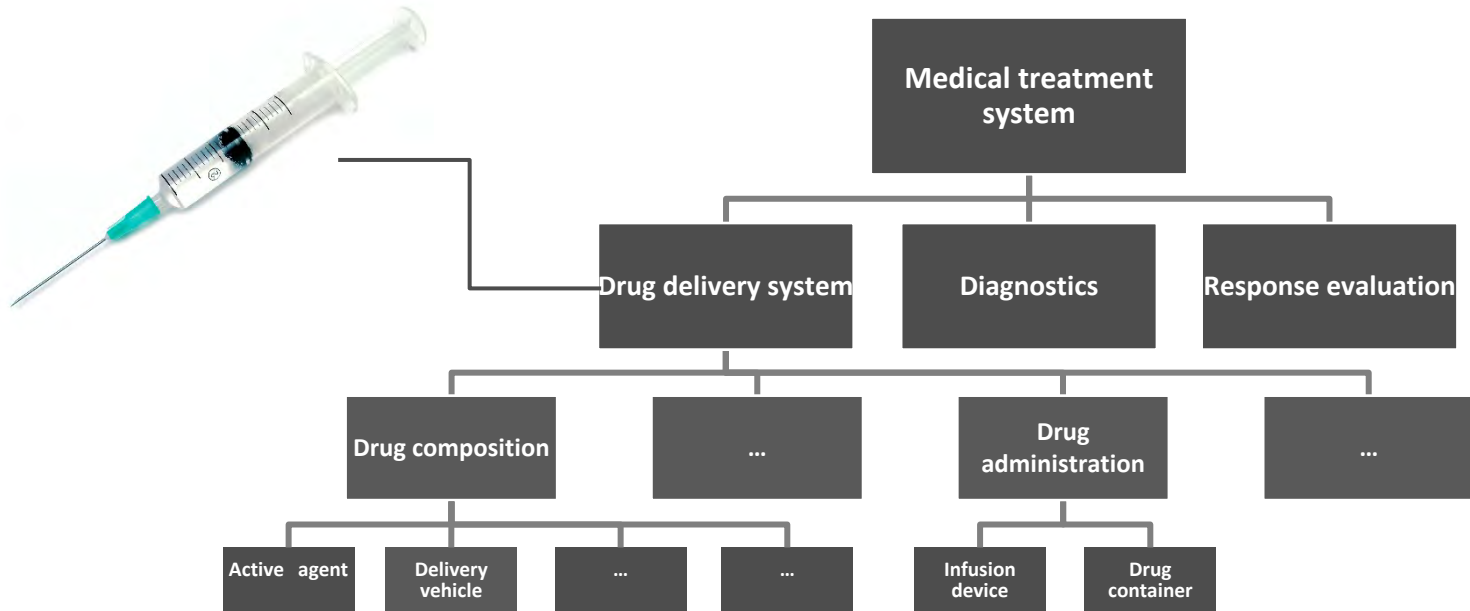 Medical treatment
system
Drug delivery system
Diagnostics
Response evaluation
Drug composition
...
Drug
administration
...
Active agent
Delivery
vehicle
...
...
Infusion
device
Drug
container